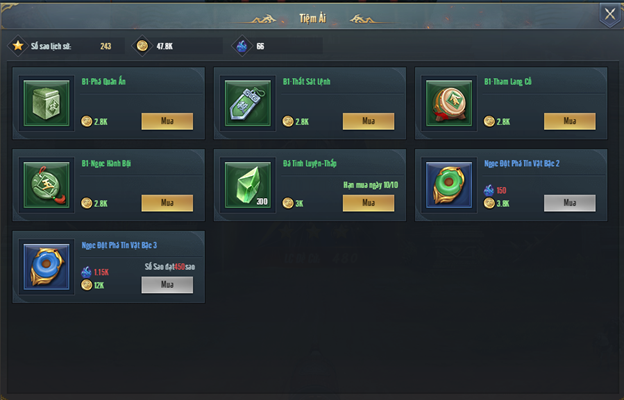 Tiệm Ải
Số sao lịch sử: 243 47.8K 66
B1-Phá Quân Ấn
2.8K Mua
B1-Thất Sát Lệnh
2.8K Mua
B1-Tham Lang Cổ
2.8K Mua
B1-Ngọc Hành Bội
2.8K Mua
Đá Tinh Luyện-Thấp
Hạn mua ngày 10/10
300 3K Mua
Ngọc Đột Phá Tín Vật Bậc 2
150
3.8K Mua
Ngọc Đột Phá Tín Vật Bậc 3
1.15K Số Sao đạt450sao
12K Mua